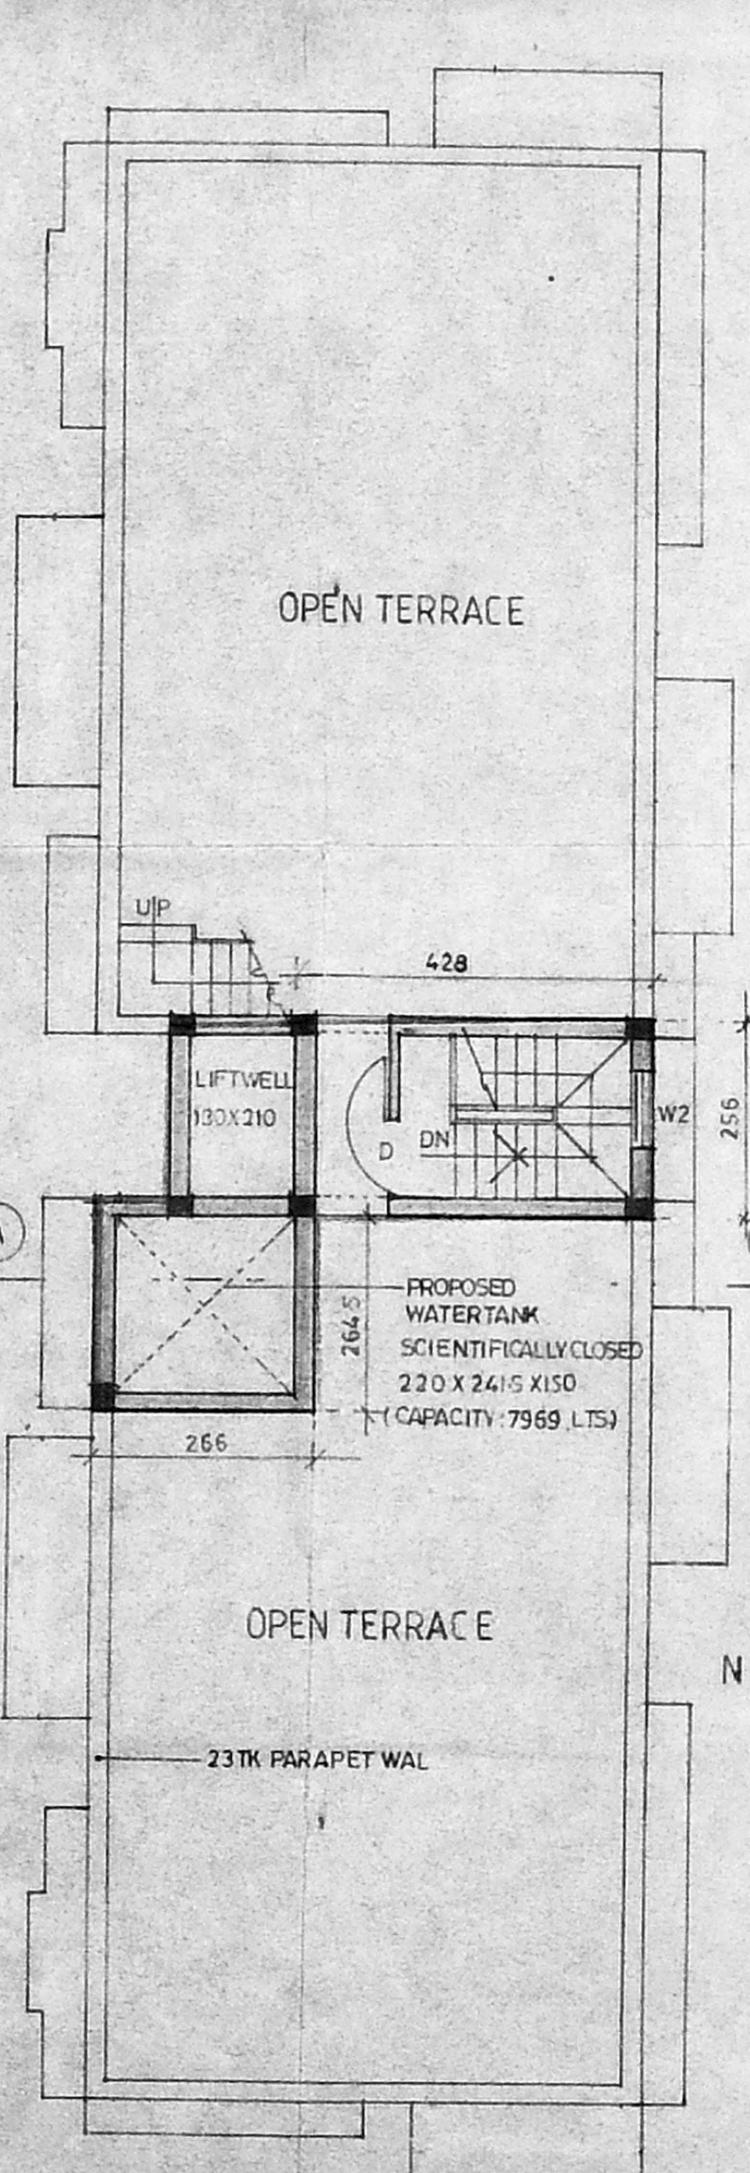 OPEN TERRACE
UP
428
LIFTWELL
130X210
D
DN
W2
256
PROPOSED
WATERTANK
SCIENTIFICALLY CLOSED
220 X 241·5 X150
(CAPACITY:7969 LTS)
264·5
266
OPEN TERRACE
N
23TK PARAPET WAL